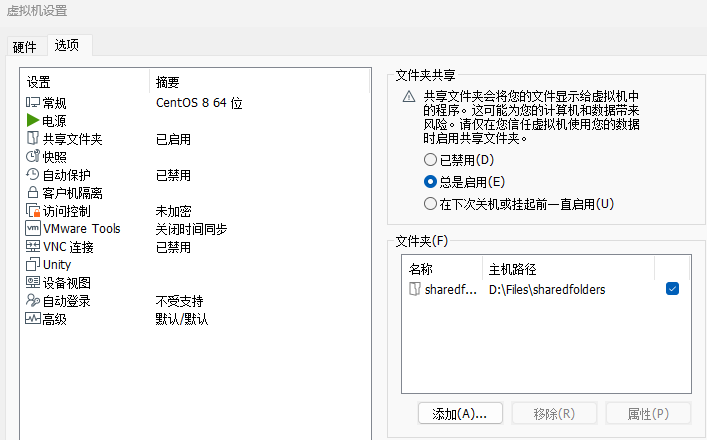 虚拟机设置
硬件 选项
设置 摘要
常规 CentOS 8 64 位
电源
共享文件夹 已启用
快照
自动保护 已禁用
客户机隔离
访问控制 未加密
VMware Tools 关闭时间同步
VNC 连接 已禁用
Unity
设备视图
自动登录 不受支持
高级 默认/默认
文件夹共享
共享文件夹会将您的文件显示给虚拟机中
的程序。这可能为您的计算机和数据带来
风险。请仅在您信任虚拟机使用您的数据
时启用共享文件夹。
已禁用(D)
总是启用(E)
在下次关机或挂起前一直启用(U)
文件夹(F)
名称 主机路径
sharedf... D:\Files\sharedfolders
添加(A)... 移除(R) 属性(P)